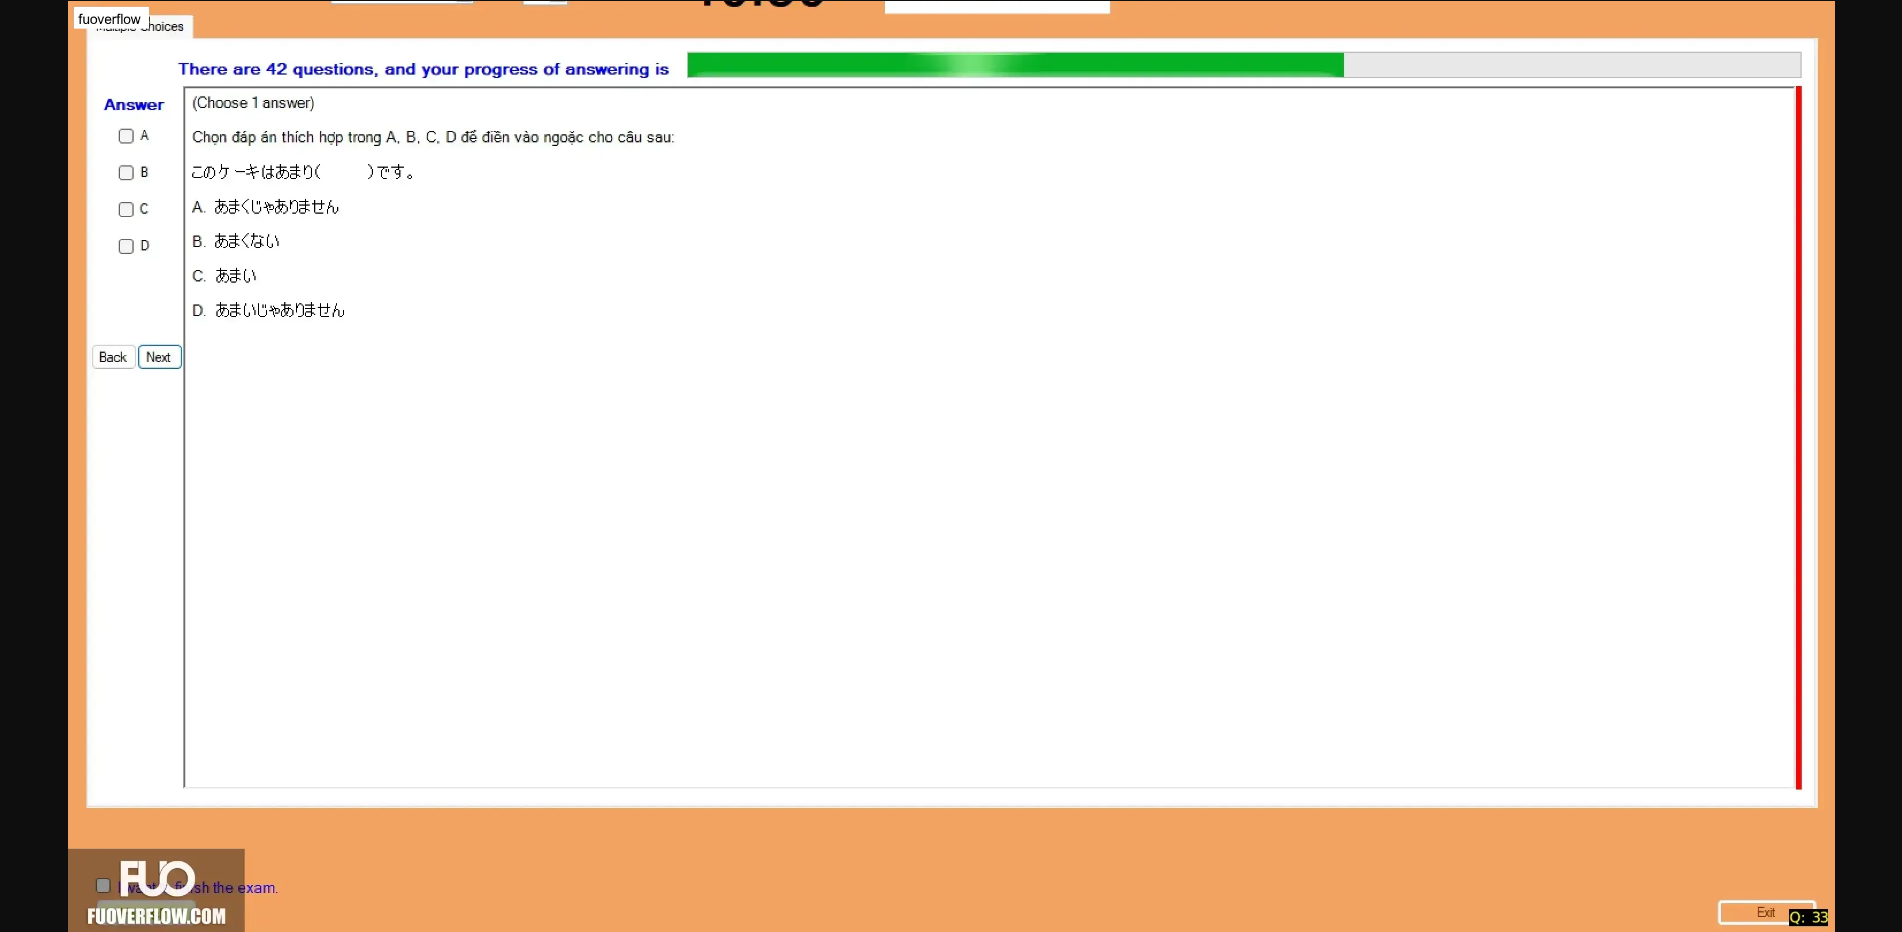 fuoverflow
Multiple Choices
There are 42 questions, and your progress of answering is
Answer
(Choose 1 answer)
A
Chọn đáp án thích hợp trong A, B, C, D để điền vào ngoặc cho câu sau:
B
このケーキはあまり( )です。
C
A. あまくじゃありません
D
B. あまくない
C. あまい
D. あまいじゃありません
Back Next
FUO
finish the exam.
FUOVERFLOW.COM
Exit
Q: 33